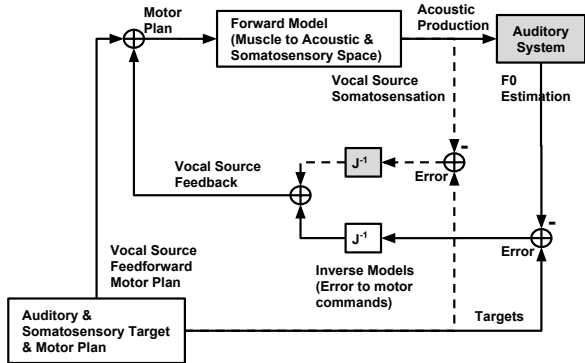 Motor
Plan
Forward Model
(Muscle to Acoustic &
Somatosensory Space)
Acoustic
Production
Auditory
System
Vocal Source
Somatosensation
F0
Estimation
-
J-1
Error
Vocal Source
Feedback
-
J-1
Error
Vocal Source
Feedforward
Motor Plan
Inverse Models
(Error to motor
commands)
Auditory &
Somatosensory Target
& Motor Plan
Targets